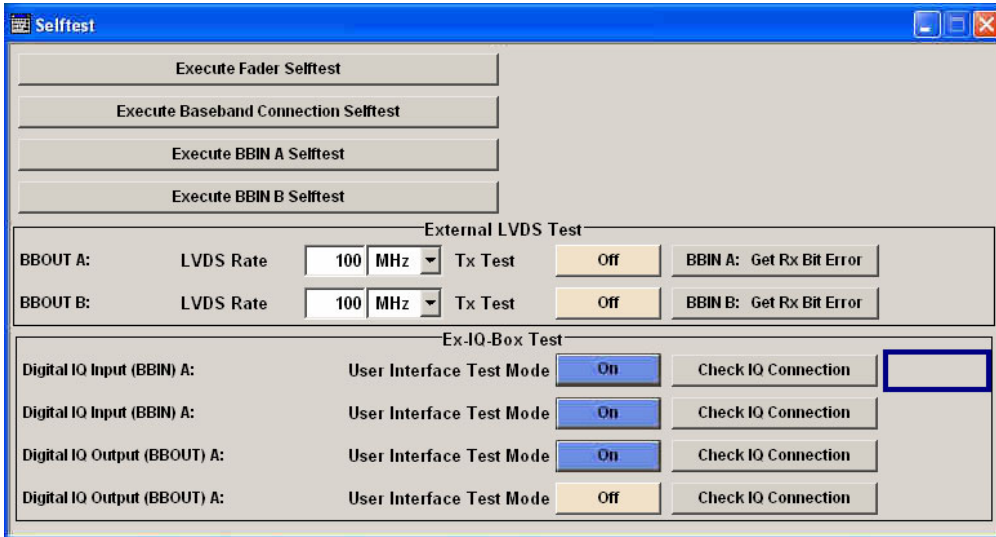 Selftest
Execute Fader Selftest
Execute Baseband Connection Selftest
Execute BBIN A Selftest
Execute BBIN B Selftest
External LVDS Test
BBOUT A: LVDS Rate 100 MHz Tx Test Off BBIN A: Get Rx Bit Error
BBOUT B: LVDS Rate 100 MHz Tx Test Off BBIN B: Get Rx Bit Error
Ex-IQ-Box Test
Digital IQ Input (BBIN) A: User Interface Test Mode On Check IQ Connection
Digital IQ Input (BBIN) A: User Interface Test Mode On Check IQ Connection
Digital IQ Output (BBOUT) A: User Interface Test Mode On Check IQ Connection
Digital IQ Output (BBOUT) A: User Interface Test Mode Off Check IQ Connection